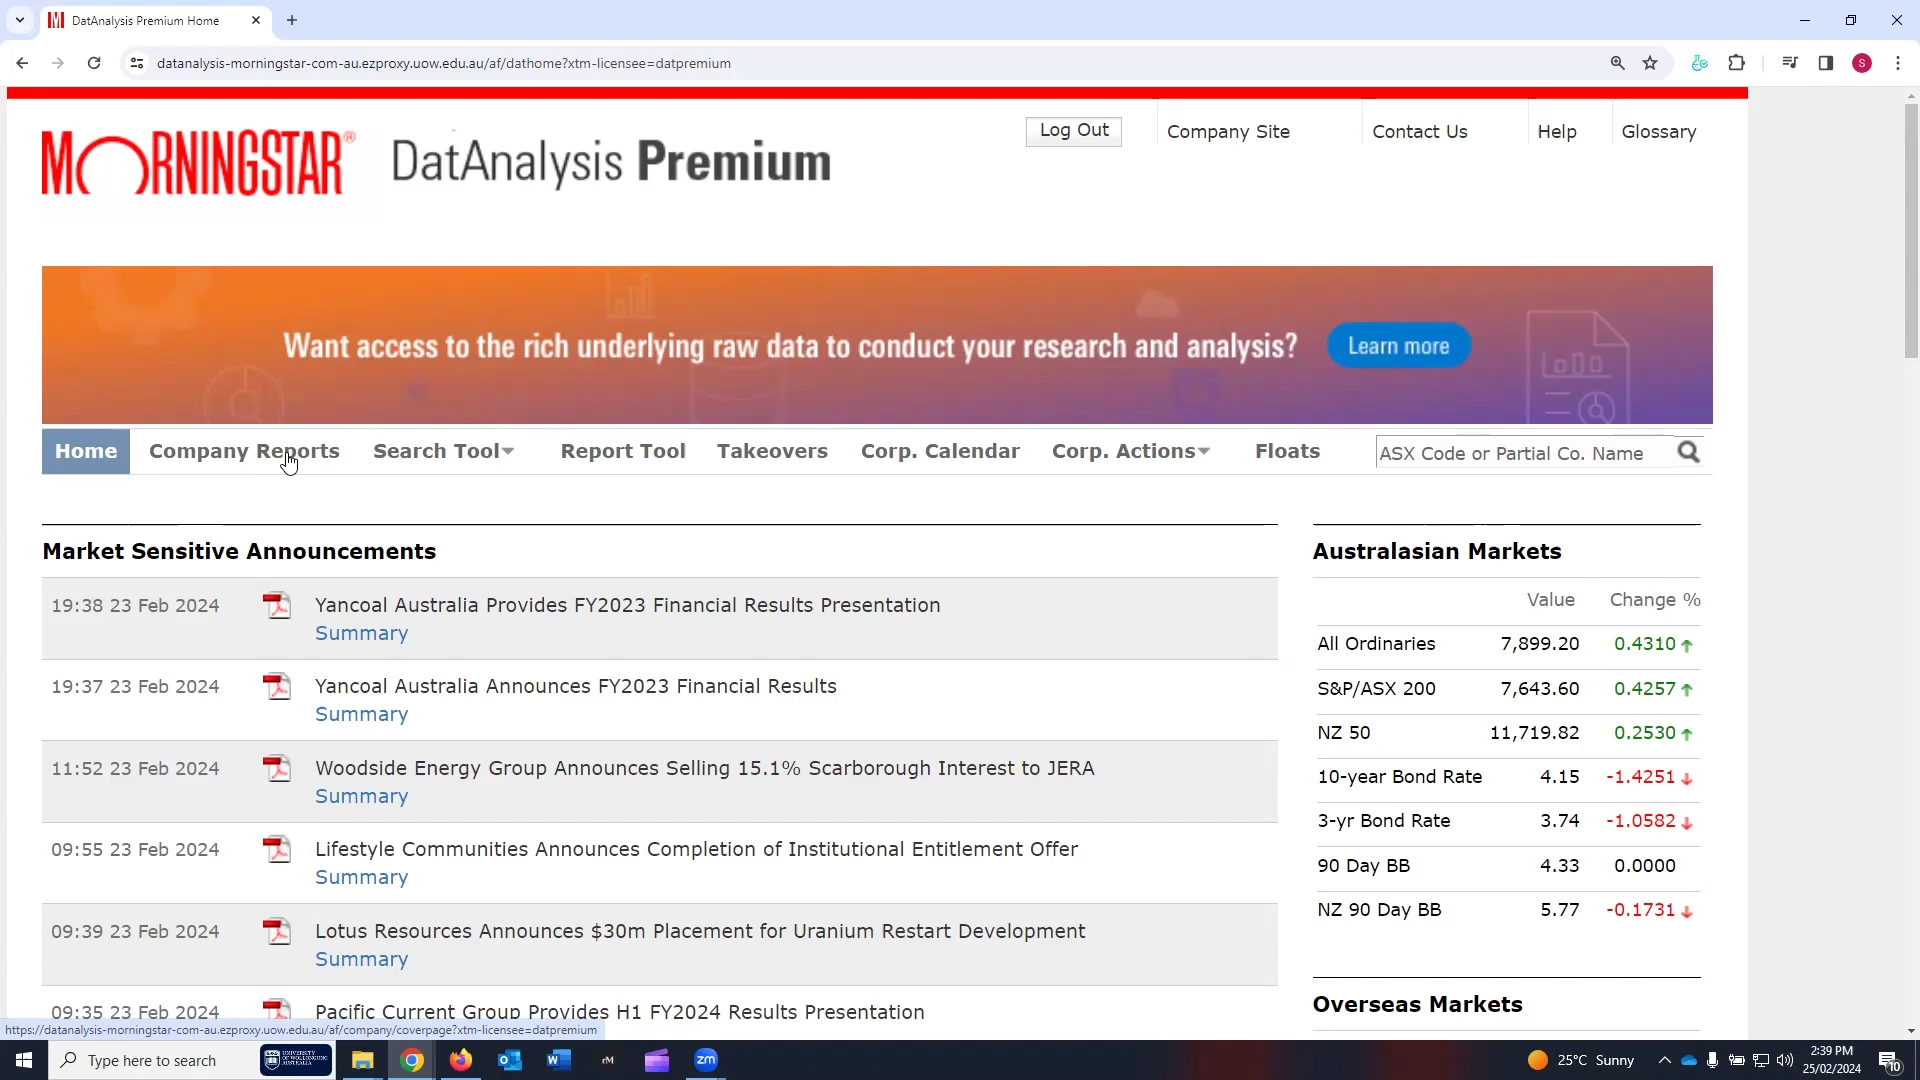 DatAnalysis Premium Home
datanalysis-morningstar-com-au.ezproxy.uow.edu.au/af/dathome?xtm-licensee=datpremium
S
MORNINGSTAR® DatAnalysis Premium
Log Out Company Site Contact Us Help Glossary
Want access to the rich underlying raw data to conduct your research and analysis? Learn more
Home Company Reports Search Tool Report Tool Takeovers Corp. Calendar Corp. Actions Floats ASX Code or Partial Co. Name
Market Sensitive Announcements
19:38 23 Feb 2024 Yancoal Australia Provides FY2023 Financial Results Presentation
Summary
19:37 23 Feb 2024 Yancoal Australia Announces FY2023 Financial Results
Summary
11:52 23 Feb 2024 Woodside Energy Group Announces Selling 15.1% Scarborough Interest to JERA
Summary
09:55 23 Feb 2024 Lifestyle Communities Announces Completion of Institutional Entitlement Offer
Summary
09:39 23 Feb 2024 Lotus Resources Announces $30m Placement for Uranium Restart Development
Summary
09:35 23 Feb 2024 Pacific Current Group Provides H1 FY2024 Results Presentation
Australasian Markets
Value Change %
All Ordinaries 7,899.20 0.4310
S&P/ASX 200 7,643.60 0.4257
NZ 50 11,719.82 0.2530
10-year Bond Rate 4.15 -1.4251
3-yr Bond Rate 3.74 -1.0582
90 Day BB 4.33 0.0000
NZ 90 Day BB 5.77 -0.1731
Overseas Markets
https://datanalysis-morningstar-com-au.ezproxy.uow.edu.au/af/company/coverpage?xtm-licensee=datpremium
Type here to search
UNIVERSITY OF WOLLONGONG AUSTRALIA
rM
zm
25°C Sunny
2:39 PM
25/02/2024
10